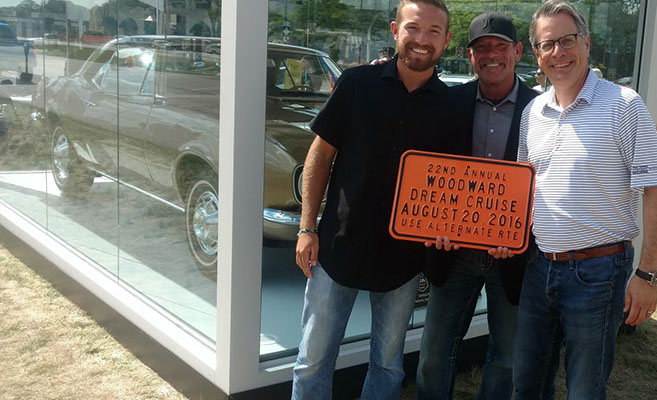 22ND ANNUAL
WOODWARD
DREAM CRUISE
AUGUST 20 2016
USE ALTERNATE RTE